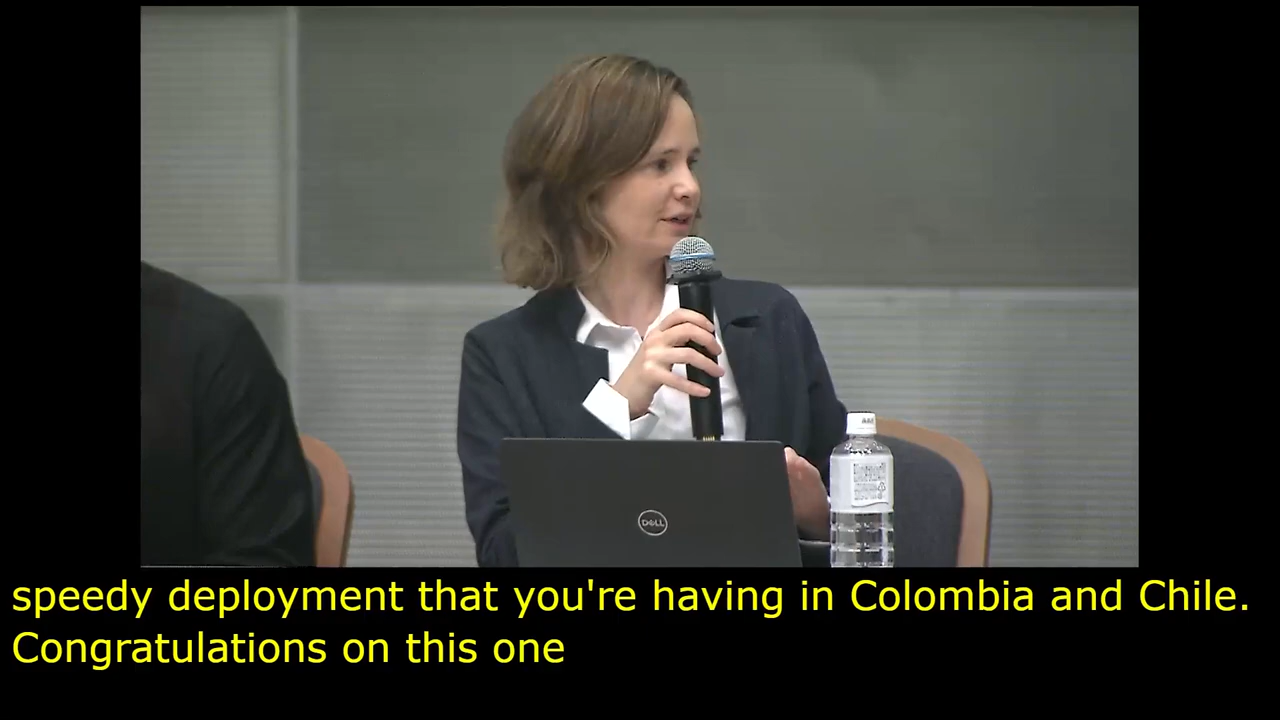 DELL
speedy deployment that you're having in Colombia and Chile.
Congratulations on this one